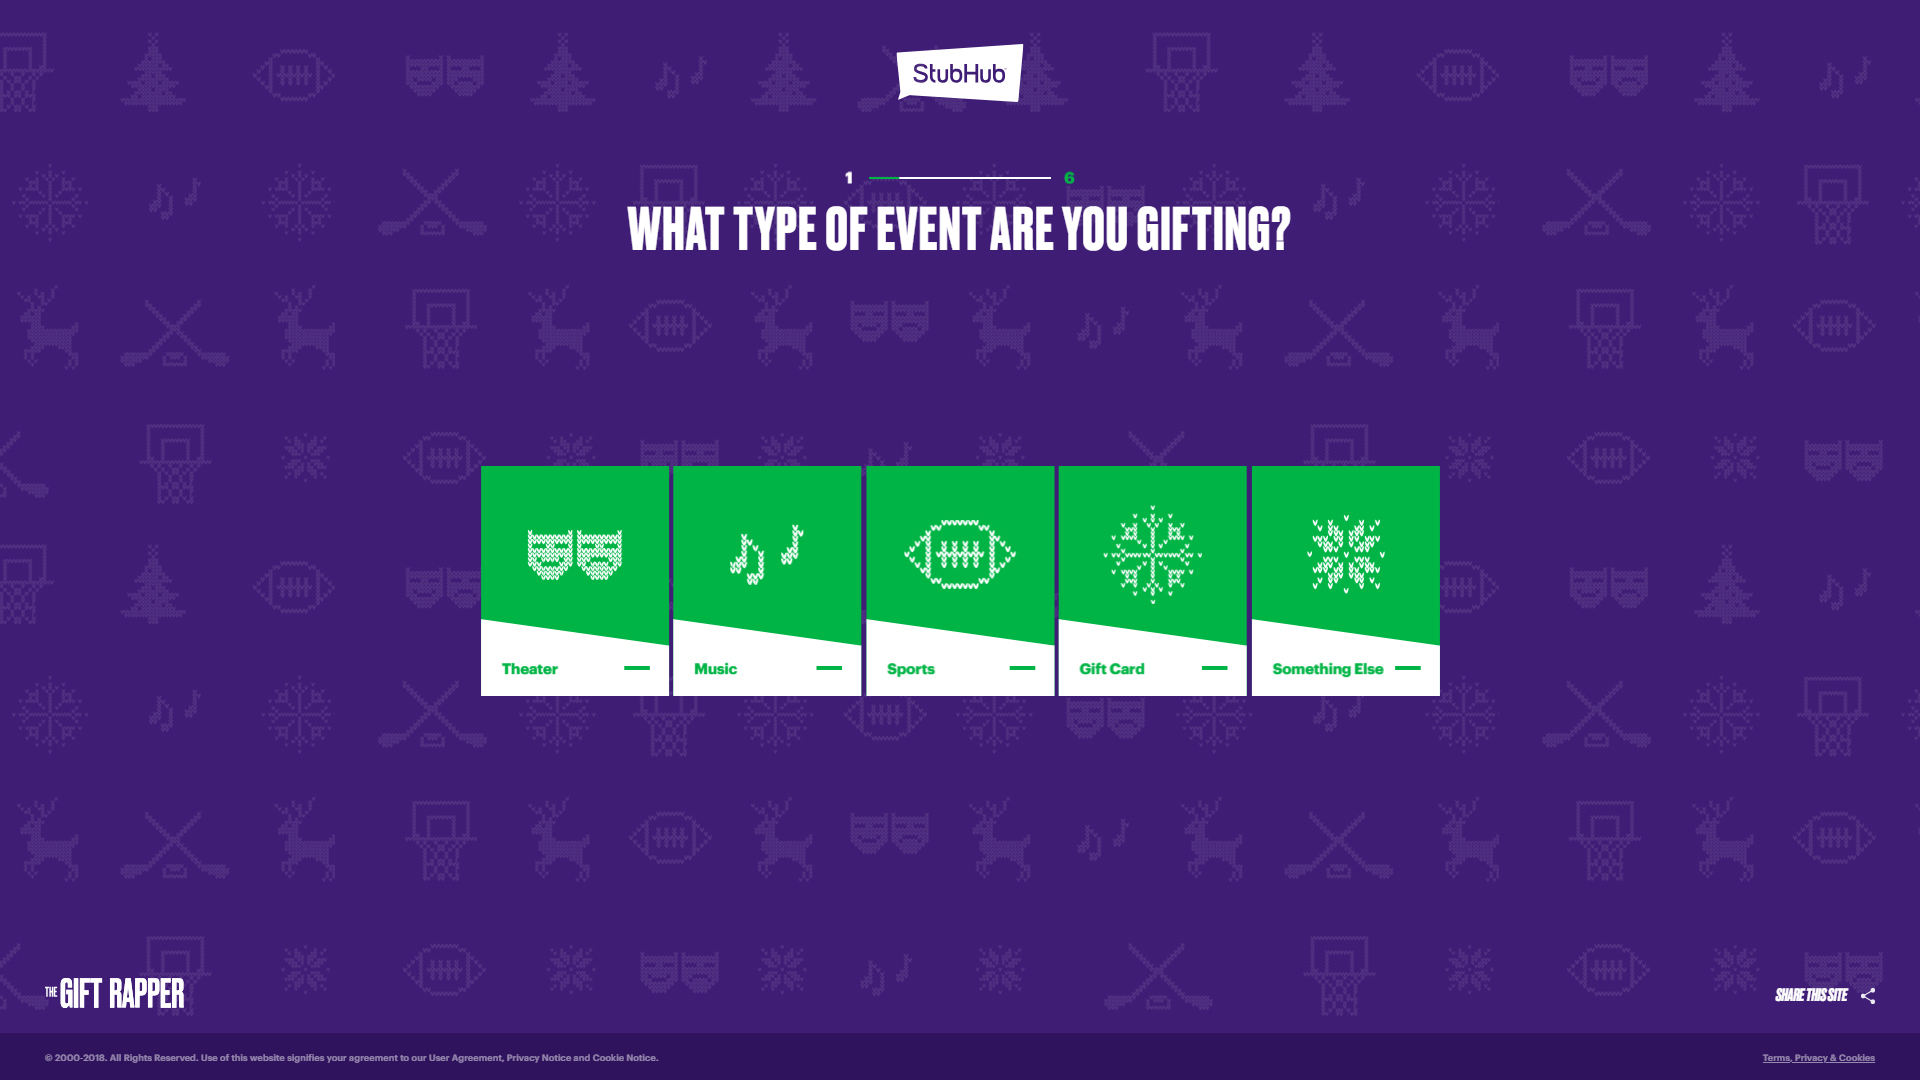 StubHub
1 6
WHAT TYPE OF EVENT ARE YOU GIFTING?
Theater
Music
Sports
Gift Card
Something Else
THE GIFT RAPPER
SHARE THIS SITE
© 2000-2018. All Rights Reserved. Use of this website signifies your agreement to our User Agreement, Privacy Notice and Cookie Notice.
Terms, Privacy & Cookies